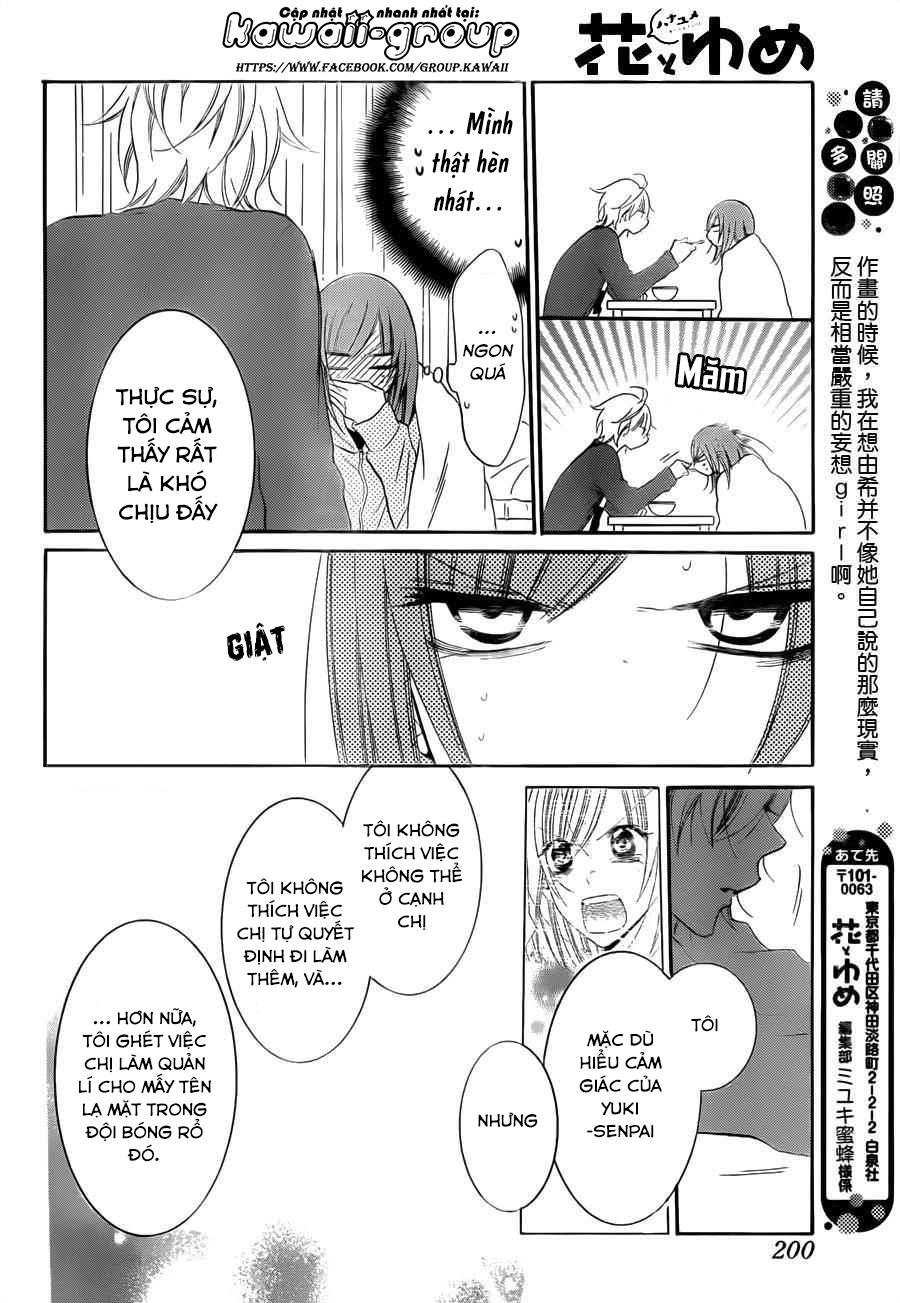 Cập nhật nhanh nhất tại:
Kawaii-group
HTTPS://WWW.FACEBOOK.COM/GROUP.KAWAII
ハナユメ
花とゆめ
請多關照
作畫的時候，我在想由希并不像她自己說的那麼現實，
反而是相當嚴重的妄想girl啊。
Măm
... Mình
thật hèn
nhát...
...
NGON
QUÁ
THỰC SỰ,
TÔI CẢM
THẤY RẤT
LÀ KHÓ
CHỊU ĐẤY
GIẬT
TÔI
MẶC DÙ
HIỂU CẢM
GIÁC CỦA
YUKI
-SENPAI
NHƯNG
TÔI KHÔNG
THÍCH VIỆC
KHÔNG THỂ
Ở CẠNH
CHỊ
TÔI KHÔNG
THÍCH VIỆC
CHỊ TỰ QUYẾT
ĐỊNH ĐI LÀM
THÊM, VÀ...
... HƠN NỮA,
TÔI GHÉT VIỆC
CHỊ LÀM QUẢN
LÍ CHO MẤY TÊN
LẠ MẶT TRONG
ĐỘI BÓNG RỔ
ĐÓ.
あて先
〒101-
0063
東京都千代田区神田淡路町2-2-2 白泉社
花とゆめ 編集部 ミユキ蜜蜂様係
200